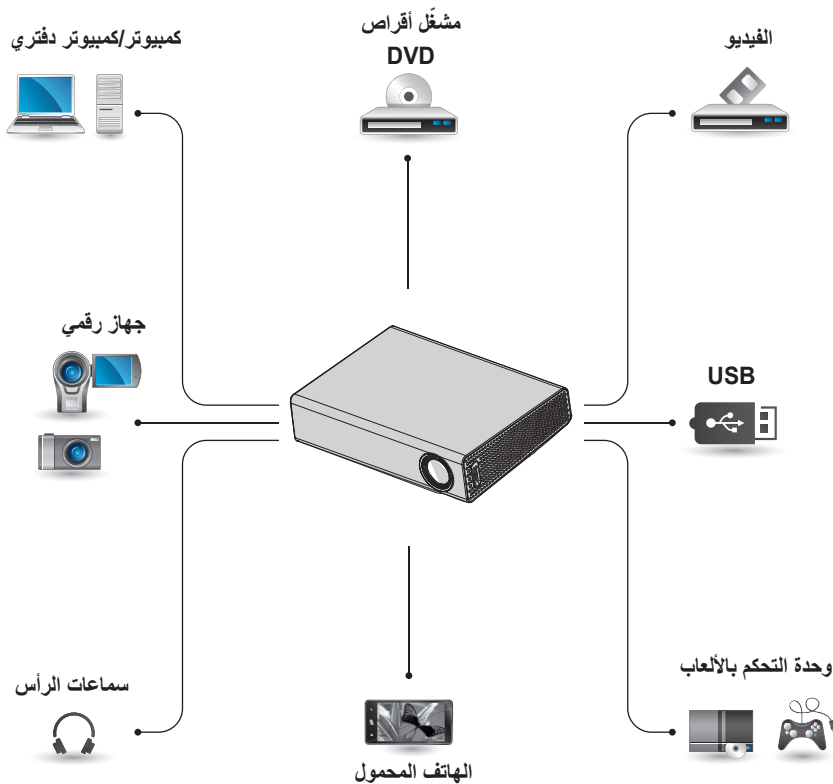 مشغّل أقراص
DVD
الفيديو
كمبيوتر/كمبيوتر دفتري
USB
جهاز رقمي
وحدة التحكم بالألعاب
سماعات الرأس
الهاتف المحمول